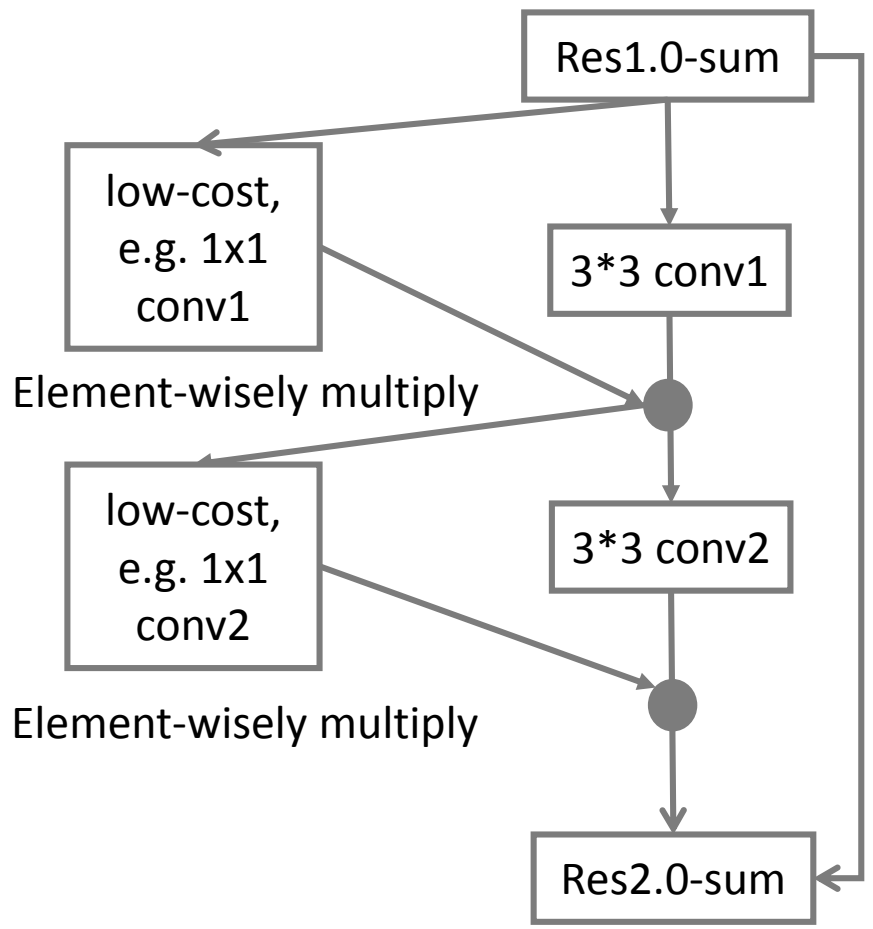 Res1.0-sum
low-cost,
e.g. 1x1
conv1
3*3 conv1
Element-wisely multiply
low-cost,
e.g. 1x1
conv2
3*3 conv2
Element-wisely multiply
Res2.0-sum